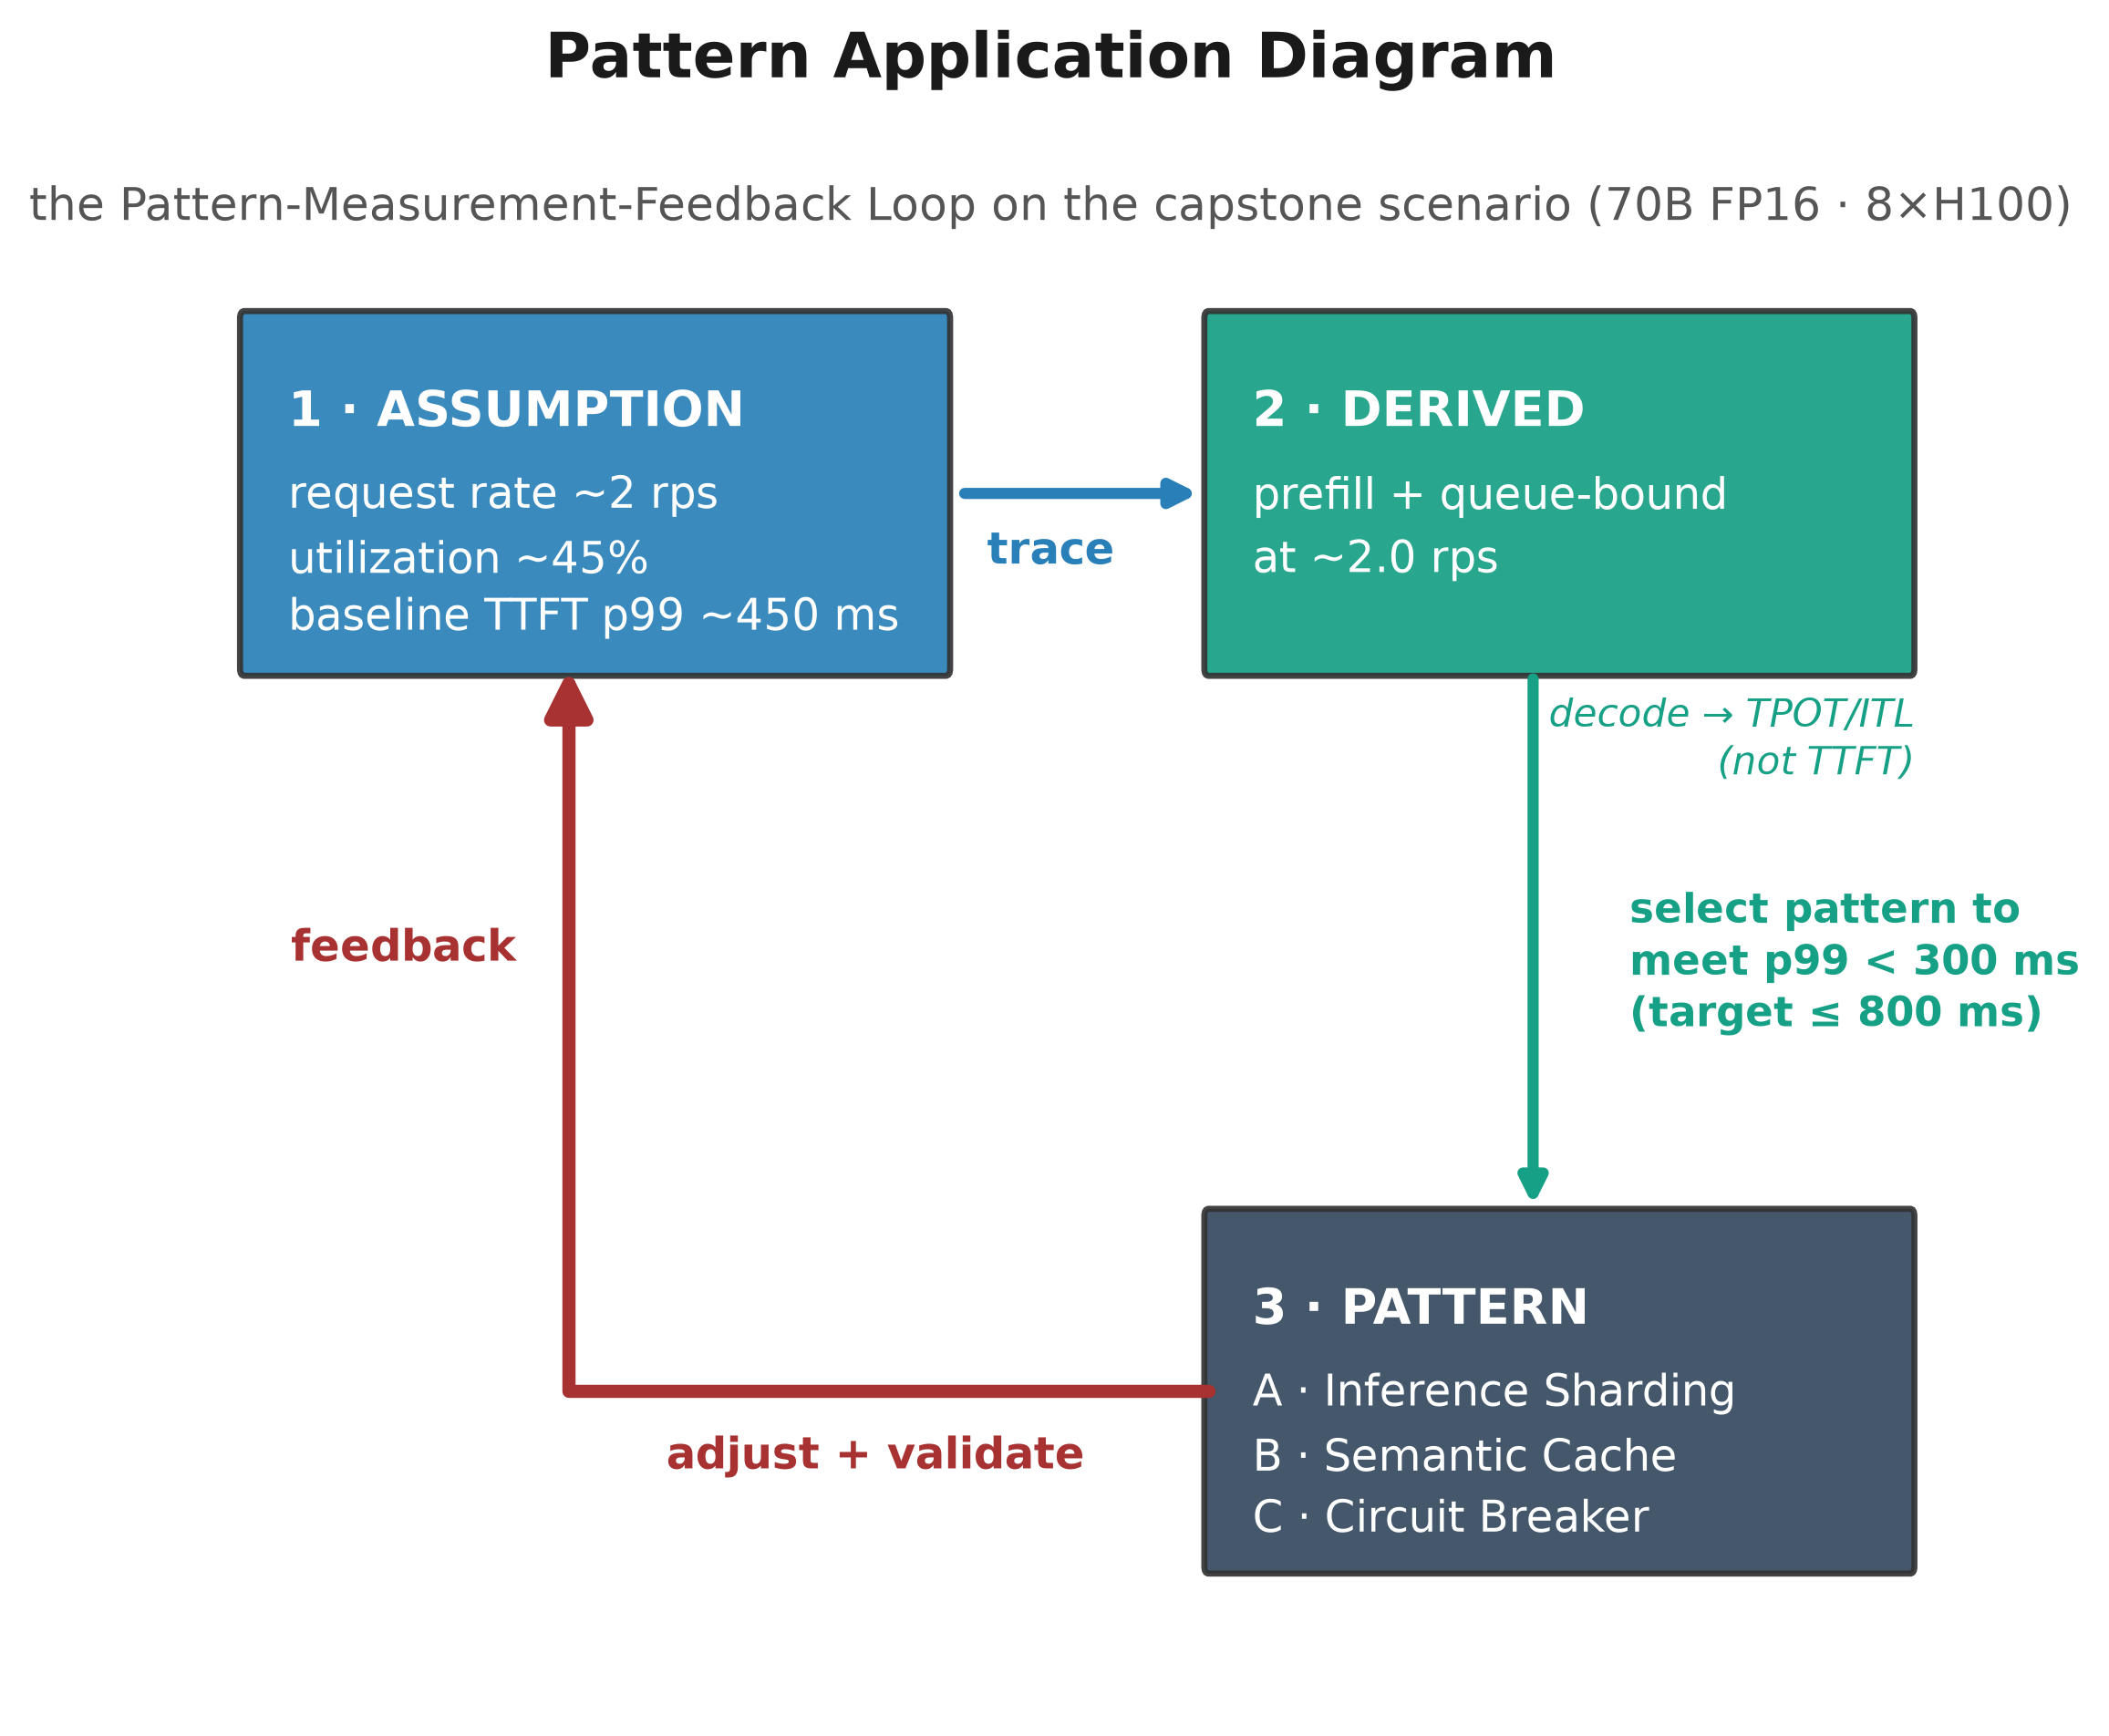 Pattern Application Diagram
the Pattern-Measurement-Feedback Loop on the capstone scenario (70B FP16 · 8×H100)
1 · ASSUMPTION
request rate ~2 rps
utilization ~45%
baseline TTFT p99 ~450 ms
trace
2 · DERIVED
prefill + queue-bound
at ~2.0 rps
decode → TPOT/ITL
(not TTFT)
select pattern to
meet p99 < 300 ms
(target ≤ 800 ms)
feedback
3 · PATTERN
A · Inference Sharding
B · Semantic Cache
C · Circuit Breaker
adjust + validate